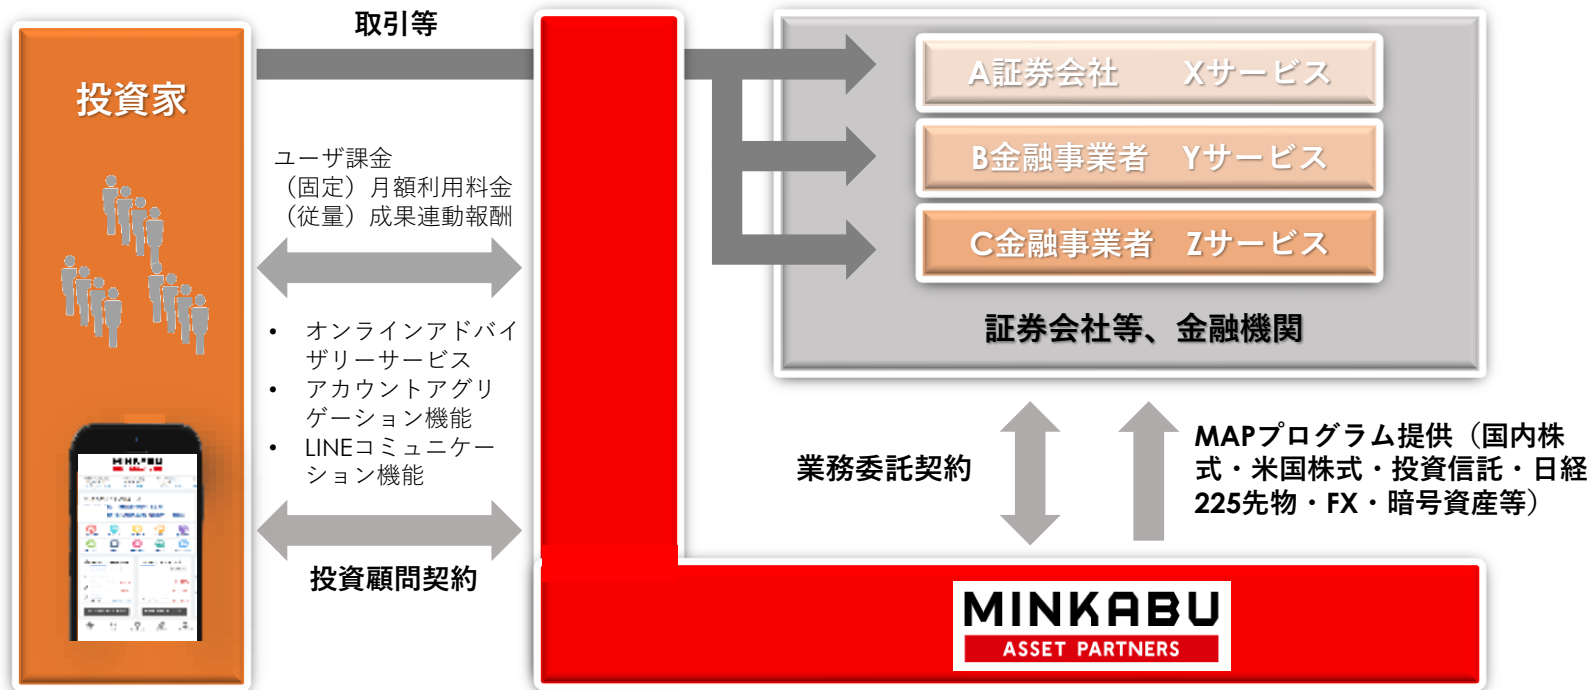 取引等
投資家
ユーザ課金
（固定）月額利用料金
（従量）成果連動報酬
• オンラインアドバイ
ザリーサービス
• アカウントアグリ
ゲーション機能
• LINEコミュニケー
ション機能
投資顧問契約
A証券会社 Xサービス
B金融事業者 Yサービス
C金融事業者 Zサービス
証券会社等、金融機関
業務委託契約
MAPプログラム提供（国内株
式・米国株式・投資信託・日経
225先物・FX・暗号資産等）
MINKABU
ASSET PARTNERS
MINKABU